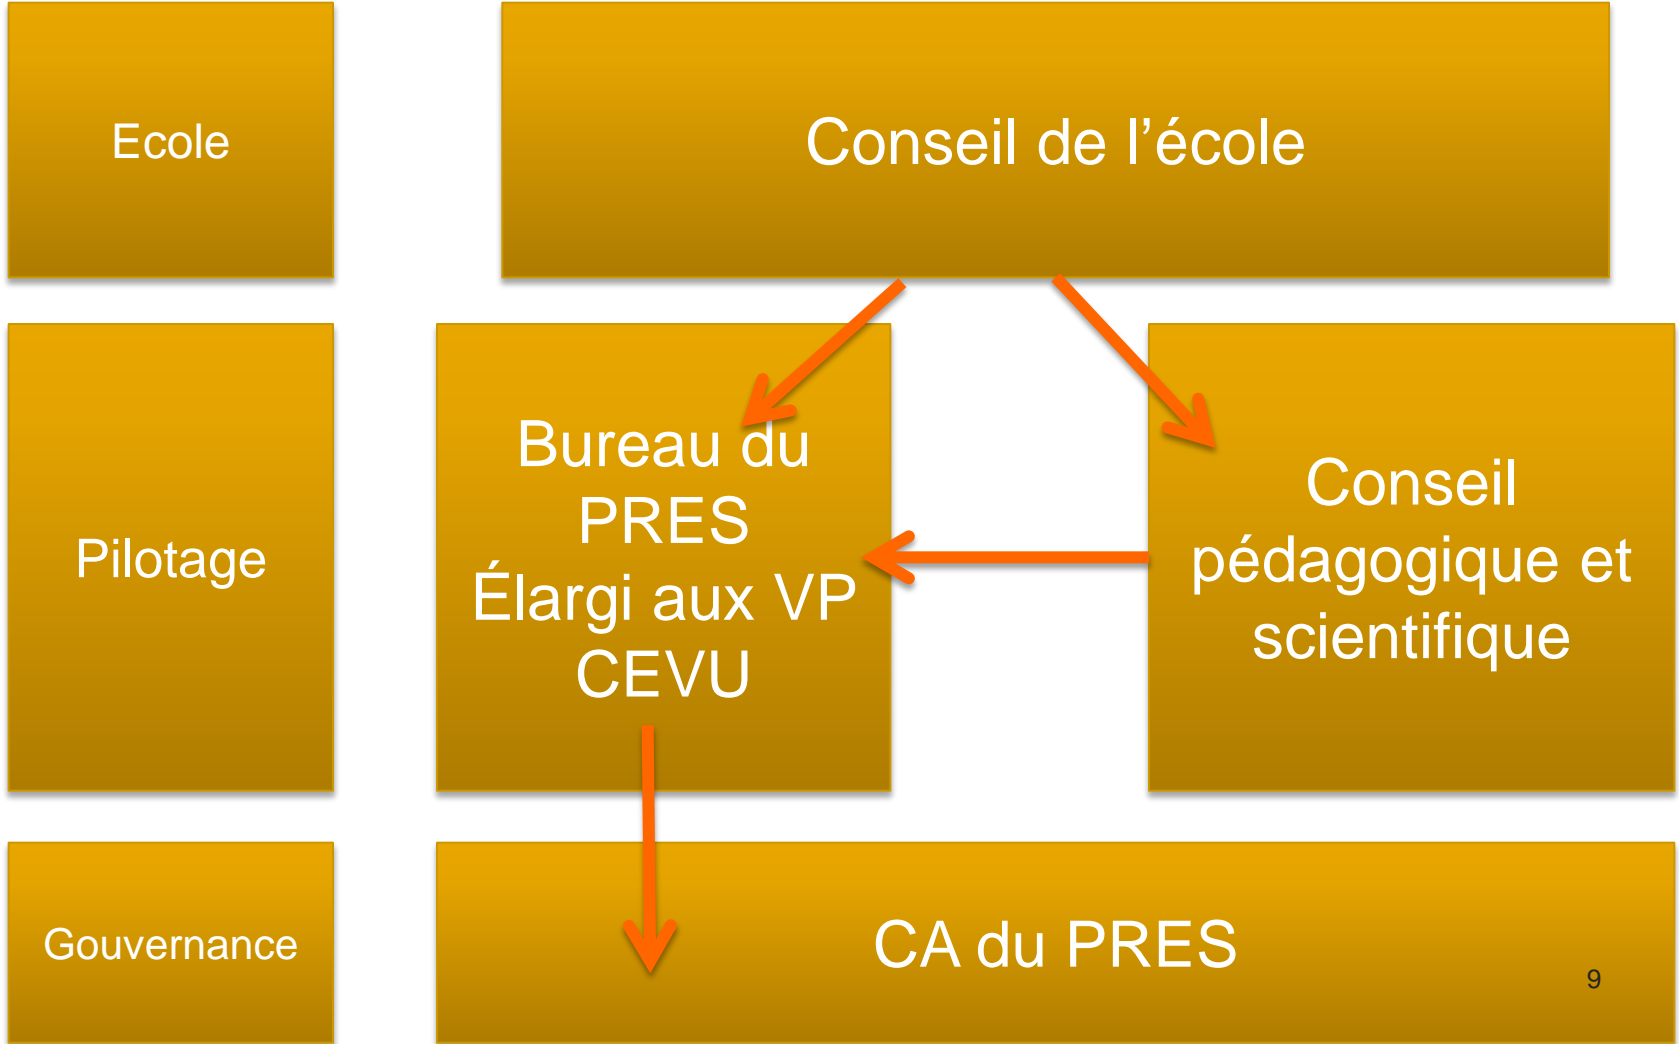 Ecole
Conseil de l’école
Pilotage
Bureau du
PRES
Élargi aux VP
CEVU
Conseil
pédagogique et
scientifique
Gouvernance
CA du PRES
9